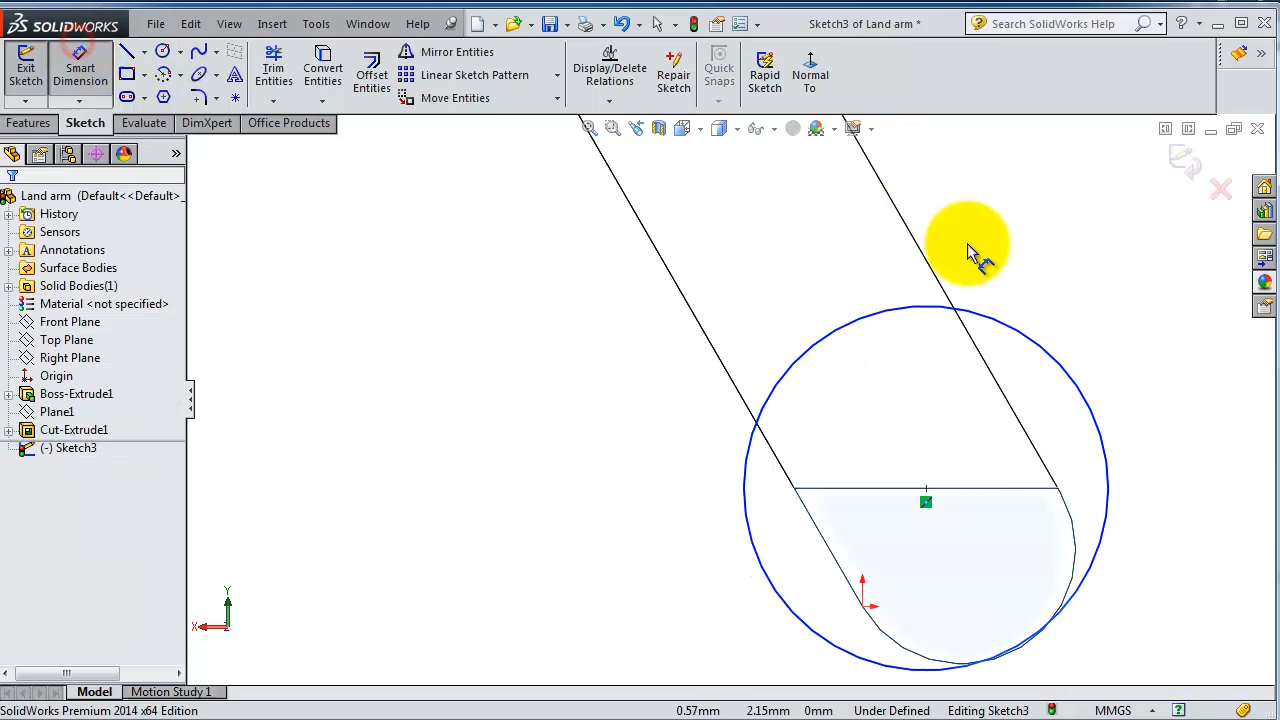 SOLIDWORKS File Edit View Insert Tools Window Help Sketch3 of Land arm * Search SolidWorks Help
Exit Sketch
Smart Dimension
Trim Entities
Convert Entities
Offset Entities
Mirror Entities
Linear Sketch Pattern
Move Entities
Display/Delete Relations
Repair Sketch
Quick Snaps
Rapid Sketch
Normal To
Features Sketch Evaluate DimXpert Office Products
Land arm (Default<<Default>_
History
Sensors
Annotations
Surface Bodies
Solid Bodies(1)
Material <not specified>
Front Plane
Top Plane
Right Plane
Origin
Boss-Extrude1
Plane1
Cut-Extrude1
(-) Sketch3
Y
X
Z
Model Motion Study 1
SolidWorks Premium 2014 x64 Edition 0.57mm 2.15mm 0mm Under Defined Editing Sketch3 MMGS